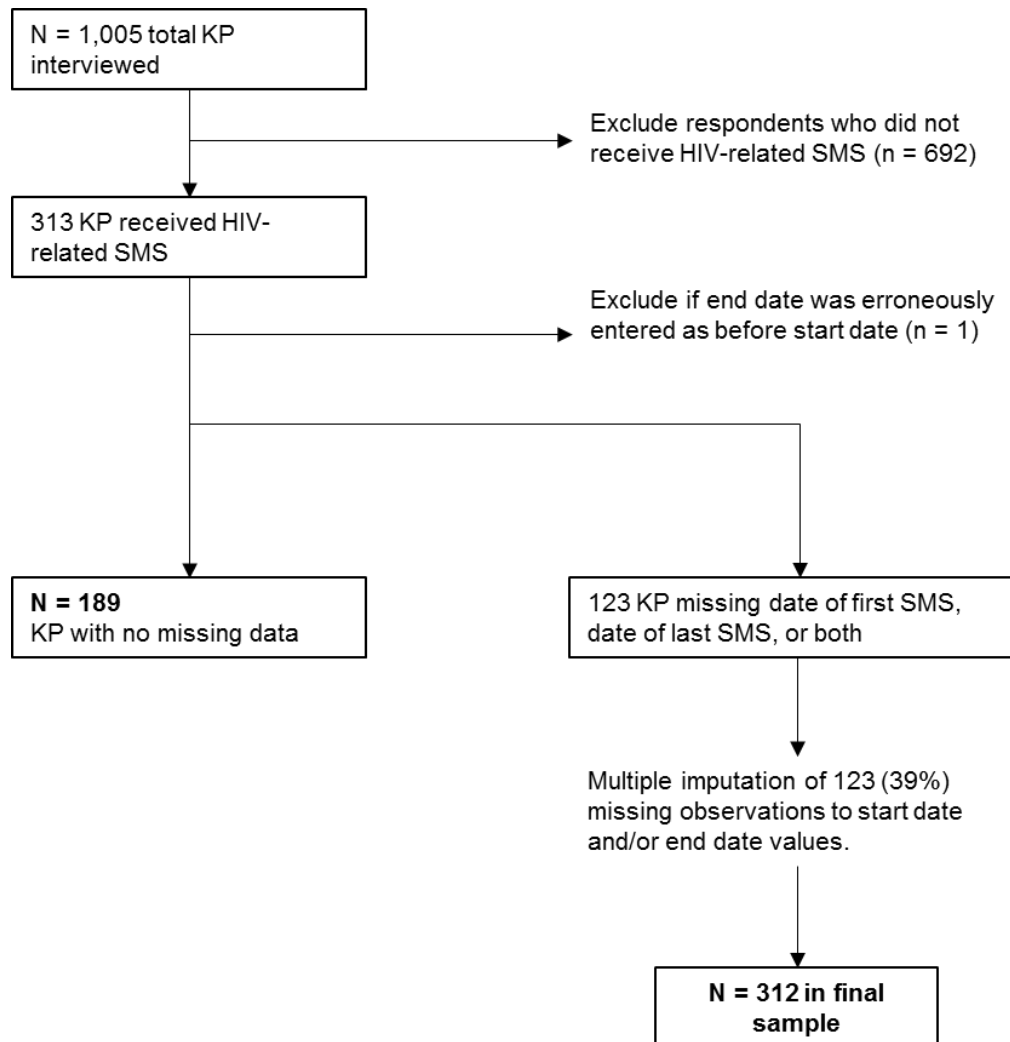 N = 1,005 total KP
interviewed
Exclude respondents who did not
receive HIV-related SMS (n = 692)
313 KP received HIV-
related SMS
Exclude if end date was erroneously
entered as before start date (n = 1)
N = 189
KP with no missing data
123 KP missing date of first SMS,
date of last SMS, or both
Multiple imputation of 123 (39%)
missing observations to start date
and/or end date values.
N = 312 in final
sample